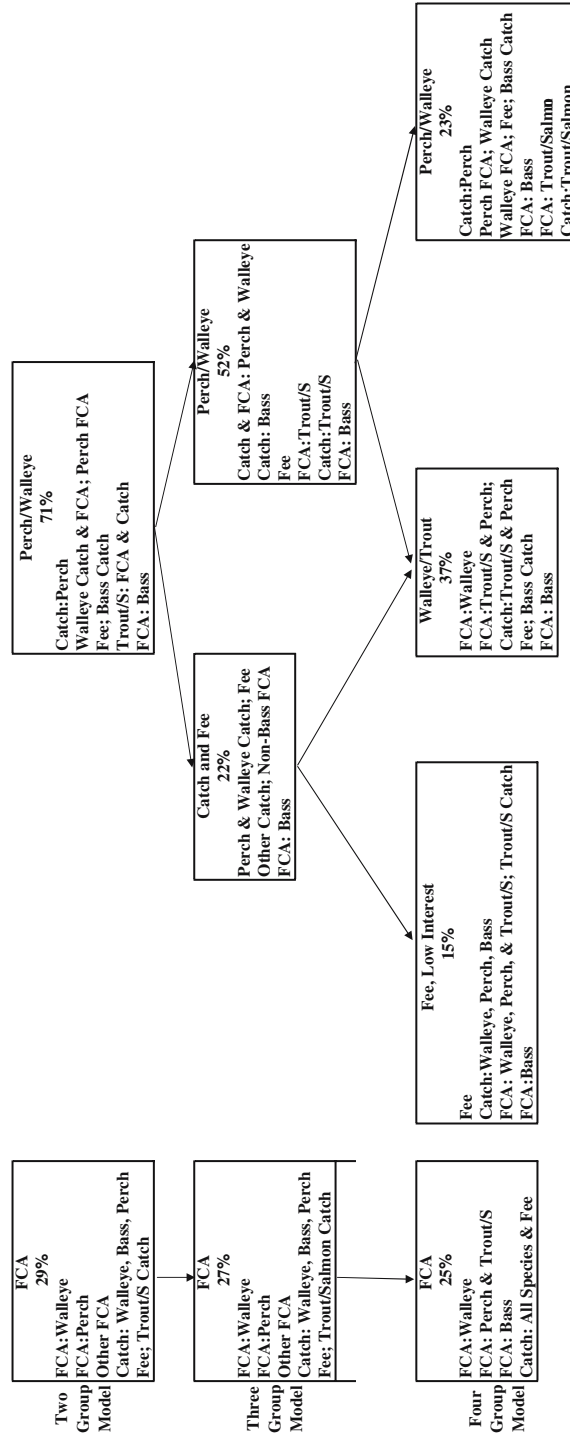 Two
Group
Model
FCA
29%
FCA:Walleye
FCA:Perch
Other FCA
Catch: Walleye, Bass, Perch
Fee; Trout/S Catch
Perch/Walleye
71%
Catch:Perch
Walleye Catch & FCA; Perch FCA
Fee; Bass Catch
Trout/S: FCA & Catch
FCA: Bass
Three
Group
Model
FCA
27%
FCA:Walleye
FCA:Perch
Other FCA
Catch: Walleye, Bass, Perch
Fee; Trout/Salmon Catch
Catch and Fee
22%
Perch & Walleye Catch; Fee
Other Catch; Non-Bass FCA
FCA: Bass
Perch/Walleye
52%
Catch & FCA: Perch & Walleye
Catch: Bass
Fee
FCA:Trout/S
Catch:Trout/S
FCA: Bass
Four
Group
Model
FCA
25%
FCA:Walleye
FCA: Perch & Trout/S
FCA: Bass
Catch: All Species & Fee
Fee, Low Interest
15%
Fee
Catch:Walleye, Perch, Bass
FCA: Walleye, Perch, & Trout/S; Trout/S Catch
FCA:Bass
Walleye/Trout
37%
FCA:Walleye
FCA:Trout/S & Perch;
Catch:Trout/S & Perch
Fee; Bass Catch
FCA: Bass
Perch/Walleye
23%
Catch:Perch
Perch FCA; Walleye Catch
Walleye FCA; Fee; Bass Catch
FCA: Bass
FCA: Trout/Salmn
Catch:Trout/Salmon